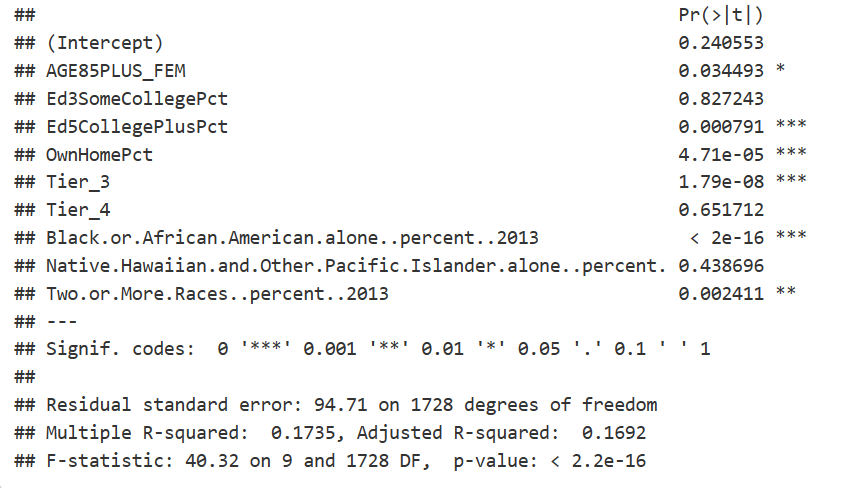 ## Pr(>|t|)
## (Intercept) 0.240553
## AGE85PLUS_FEM 0.034493 *
## Ed3SomeCollegePct 0.827243
## Ed5CollegePlusPct 0.000791 ***
## OwnHomePct 4.71e-05 ***
## Tier_3 1.79e-08 ***
## Tier_4 0.651712
## Black.or.African.American.alone..percent..2013 < 2e-16 ***
## Native.Hawaiian.and.Other.Pacific.Islander.alone..percent. 0.438696
## Two.or.More.Races..percent..2013 0.002411 **
## ---
## Signif. codes:  0 '***' 0.001 '**' 0.01 '*' 0.05 '.' 0.1 ' ' 1
##
## Residual standard error: 94.71 on 1728 degrees of freedom
## Multiple R-squared:  0.1735, Adjusted R-squared:  0.1692
## F-statistic: 40.32 on 9 and 1728 DF,  p-value: < 2.2e-16